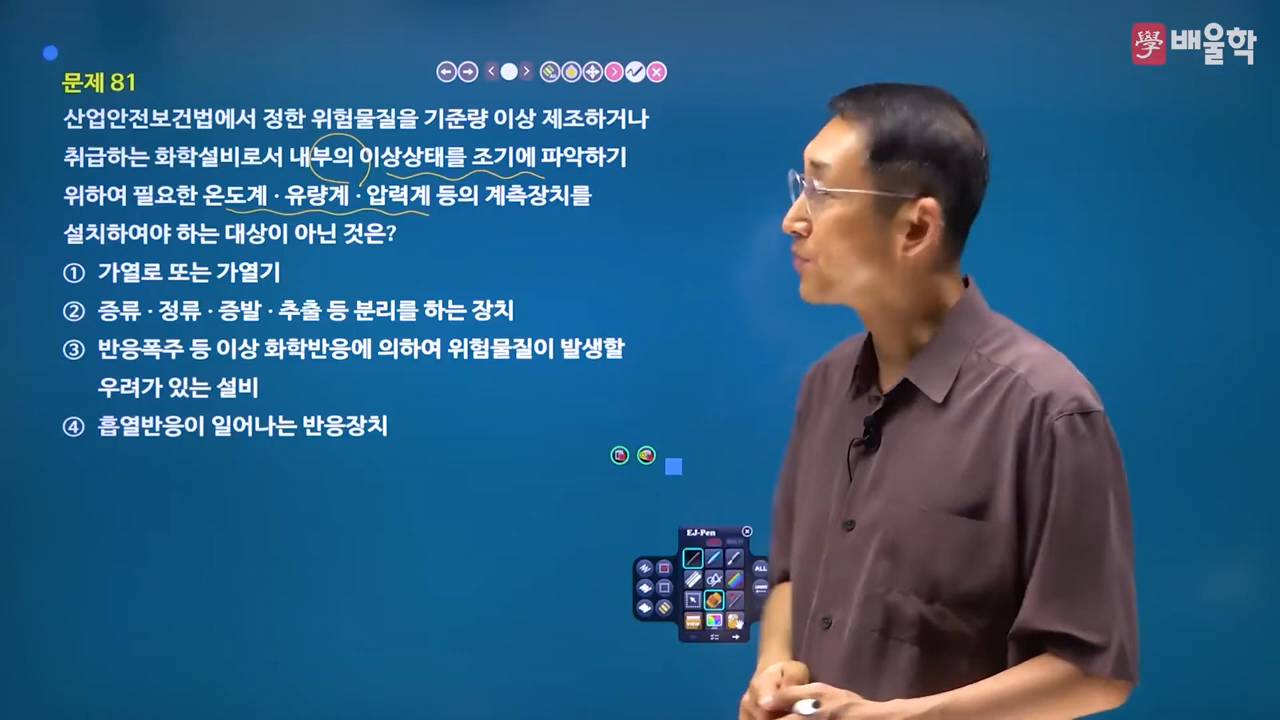 學 배울학
문제 81
산업안전보건법에서 정한 위험물질을 기준량 이상 제조하거나
취급하는 화학설비로서 내부의 이상상태를 조기에 파악하기
위하여 필요한 온도계 · 유량계 · 압력계 등의 계측장치를
설치하여야 하는 대상이 아닌 것은?
① 가열로 또는 가열기
② 증류 · 정류 · 증발 · 추출 등 분리를 하는 장치
③ 반응폭주 등 이상 화학반응에 의하여 위험물질이 발생할
우려가 있는 설비
④ 흡열반응이 일어나는 반응장치
EJ-Pen
ALL
VIEW